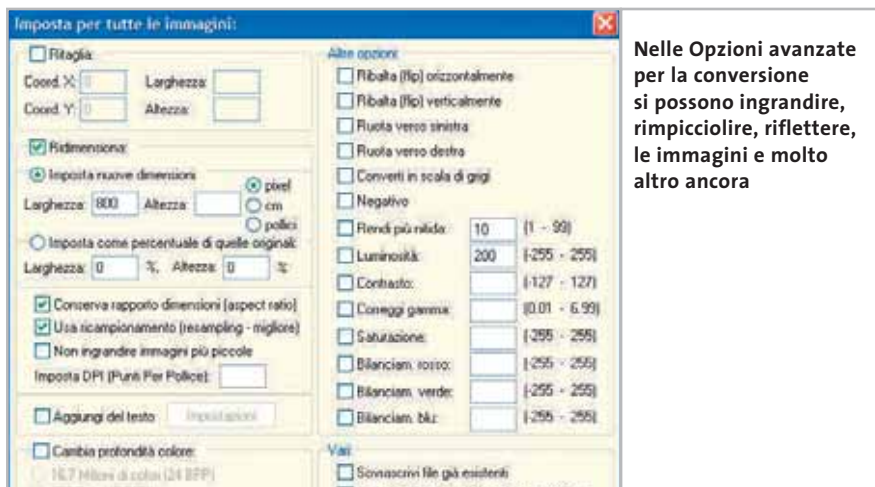 Imposta per tutte le immagini:
Ritaglia:
Coord. X: 0 Larghezza:
Coord. Y: 0 Altezza:
Ridimensiona:
Imposta nuove dimensioni
Larghezza: 800 Altezza:
pixel
cm
pollici
Imposta come percentuale di quelle originali:
Larghezza: 0 %, Altezza: 0 %
Conserva rapporto dimensioni (aspect ratio)
Usa ricampionamento (resampling - migliore)
Non ingrandire immagini più piccole
Imposta DPI (Punti Per Pollice):
Aggiungi del testo Impostazioni
Cambia profondità colore:
16,7 Milioni di colori (24 BPP)
Altre opzioni
Ribalta (flip) orizzontalmente
Ribalta (flip) verticalmente
Ruota verso sinistra
Ruota verso destra
Converti in scala di grigi
Negativo
Rendi più nitida: 10 (1 - 99)
Luminosità: 200 (-255 - 255)
Contrasto: (-127 - 127)
Correggi gamma: (0.01 - 6.99)
Saturazione: (-255 - 255)
Bilanciam. rosso: (-255 - 255)
Bilanciam. verde: (-255 - 255)
Bilanciam. blu: (-255 - 255)
Vari
Sovrascrivi file già esistenti
Nelle Opzioni avanzate
per la conversione
si possono ingrandire,
rimpicciolire, riflettere,
le immagini e molto
altro ancora